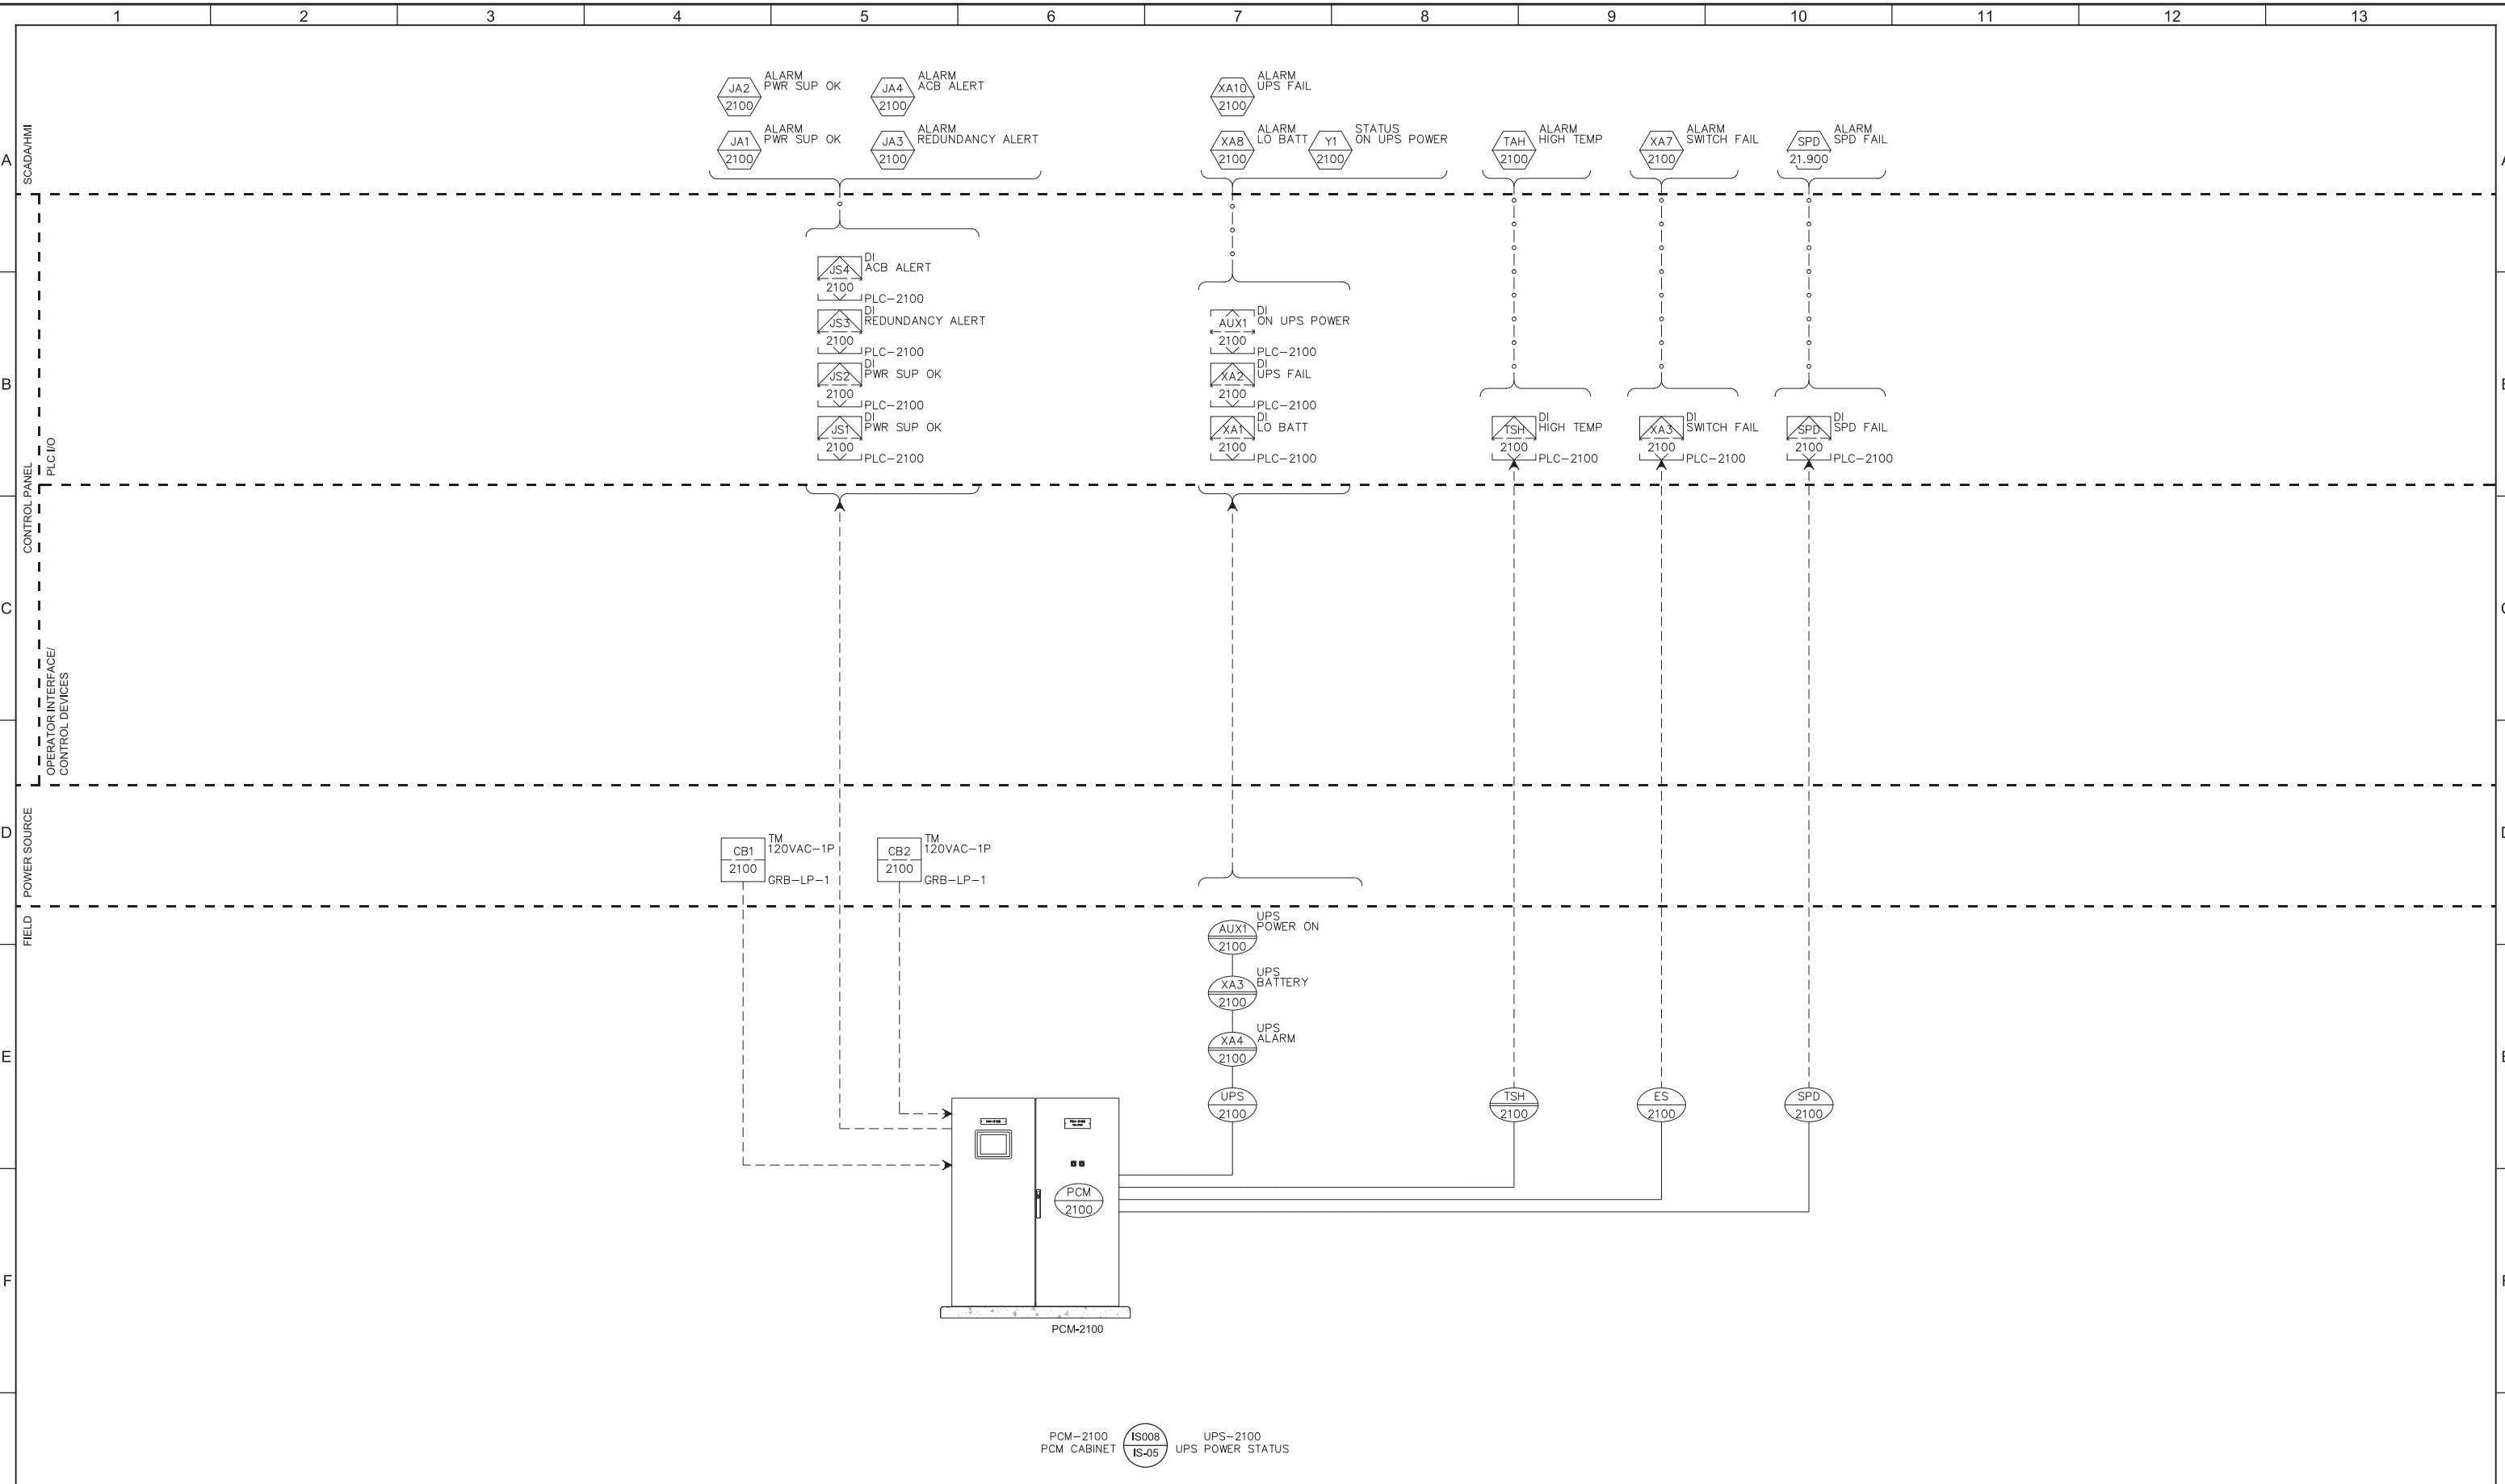 1 2 3 4 5 6 7 8 9 10 11 12 13
A
B
C
D
E
F
SCADA/HMI
CONTROL PANEL
PLC I/O
OPERATOR INTERFACE/
CONTROL DEVICES
POWER SOURCE
FIELD
JA2
2100
ALARM
PWR SUP OK
JA4
2100
ALARM
ACB ALERT
JA1
2100
ALARM
PWR SUP OK
JA3
2100
ALARM
REDUNDANCY ALERT
XA10
2100
ALARM
UPS FAIL
XA8
2100
ALARM
LO BATT
Y1
2100
STATUS
ON UPS POWER
TAH
2100
ALARM
HIGH TEMP
XA7
2100
ALARM
SWITCH FAIL
SPD
21.900
ALARM
SPD FAIL
JS4
2100
DI
ACB ALERT
PLC-2100
JS3
2100
DI
REDUNDANCY ALERT
PLC-2100
JS2
2100
DI
PWR SUP OK
PLC-2100
JS1
2100
DI
PWR SUP OK
PLC-2100
AUX1
2100
DI
ON UPS POWER
PLC-2100
XA2
2100
DI
UPS FAIL
PLC-2100
XA1
2100
DI
LO BATT
PLC-2100
TSH
2100
DI
HIGH TEMP
PLC-2100
XA3
2100
DI
SWITCH FAIL
PLC-2100
SPD
2100
DI
SPD FAIL
PLC-2100
CB1
2100
TM
120VAC-1P
GRB-LP-1
CB2
2100
TM
120VAC-1P
GRB-LP-1
AUX1
2100
UPS
POWER ON
XA3
2100
UPS
BATTERY
XA4
2100
UPS
ALARM
UPS
2100
TSH
2100
ES
2100
SPD
2100
PCM
2100
PCM-2100
PCM-2100
PCM CABINET
IS008
IS-05
UPS-2100
UPS POWER STATUS